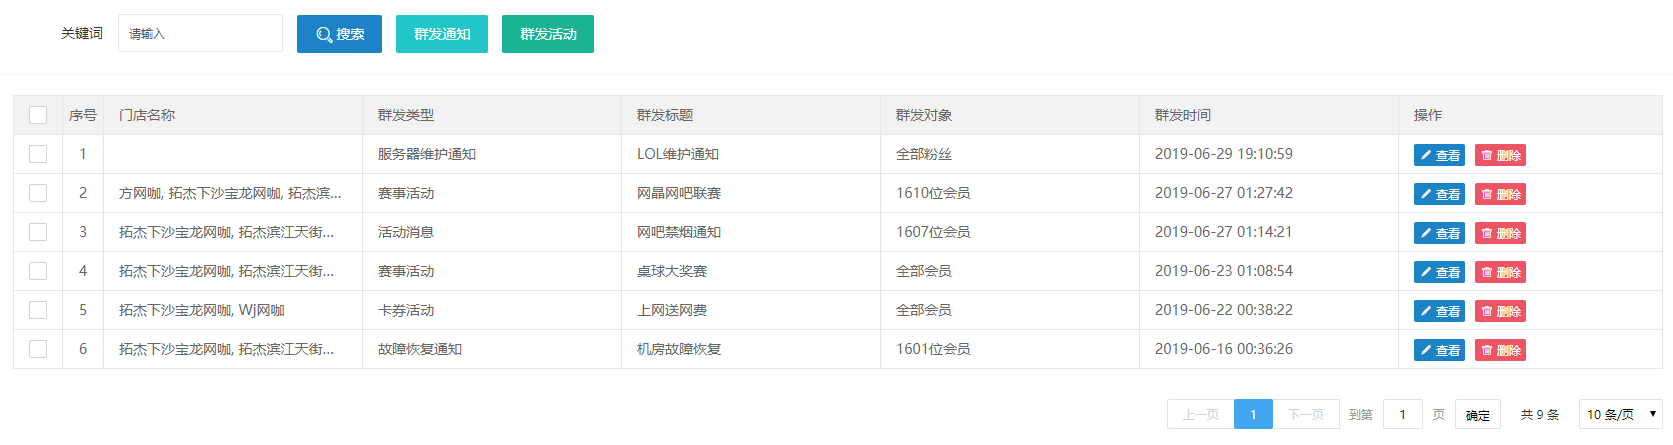 关键词 请输入 搜索 群发通知 群发活动
序号 门店名称 群发类型 群发标题 群发对象 群发时间 操作
1 服务器维护通知 LOL维护通知 全部粉丝 2019-06-29 19:10:59 查看 删除
2 方网咖, 拓杰下沙宝龙网咖, 拓杰滨... 赛事活动 网晶网吧联赛 1610位会员 2019-06-27 01:27:42 查看 删除
3 拓杰下沙宝龙网咖, 拓杰滨江天街... 活动消息 网吧禁烟通知 1607位会员 2019-06-27 01:14:21 查看 删除
4 拓杰下沙宝龙网咖, 拓杰滨江天街... 赛事活动 桌球大奖赛 全部会员 2019-06-23 01:08:54 查看 删除
5 拓杰下沙宝龙网咖, Wj网咖 卡券活动 上网送网费 全部会员 2019-06-22 00:38:22 查看 删除
6 拓杰下沙宝龙网咖, 拓杰滨江天街... 故障恢复通知 机房故障恢复 1601位会员 2019-06-16 00:36:26 查看 删除
上一页 1 下一页 到第 1 页 确定 共 9 条 10 条/页